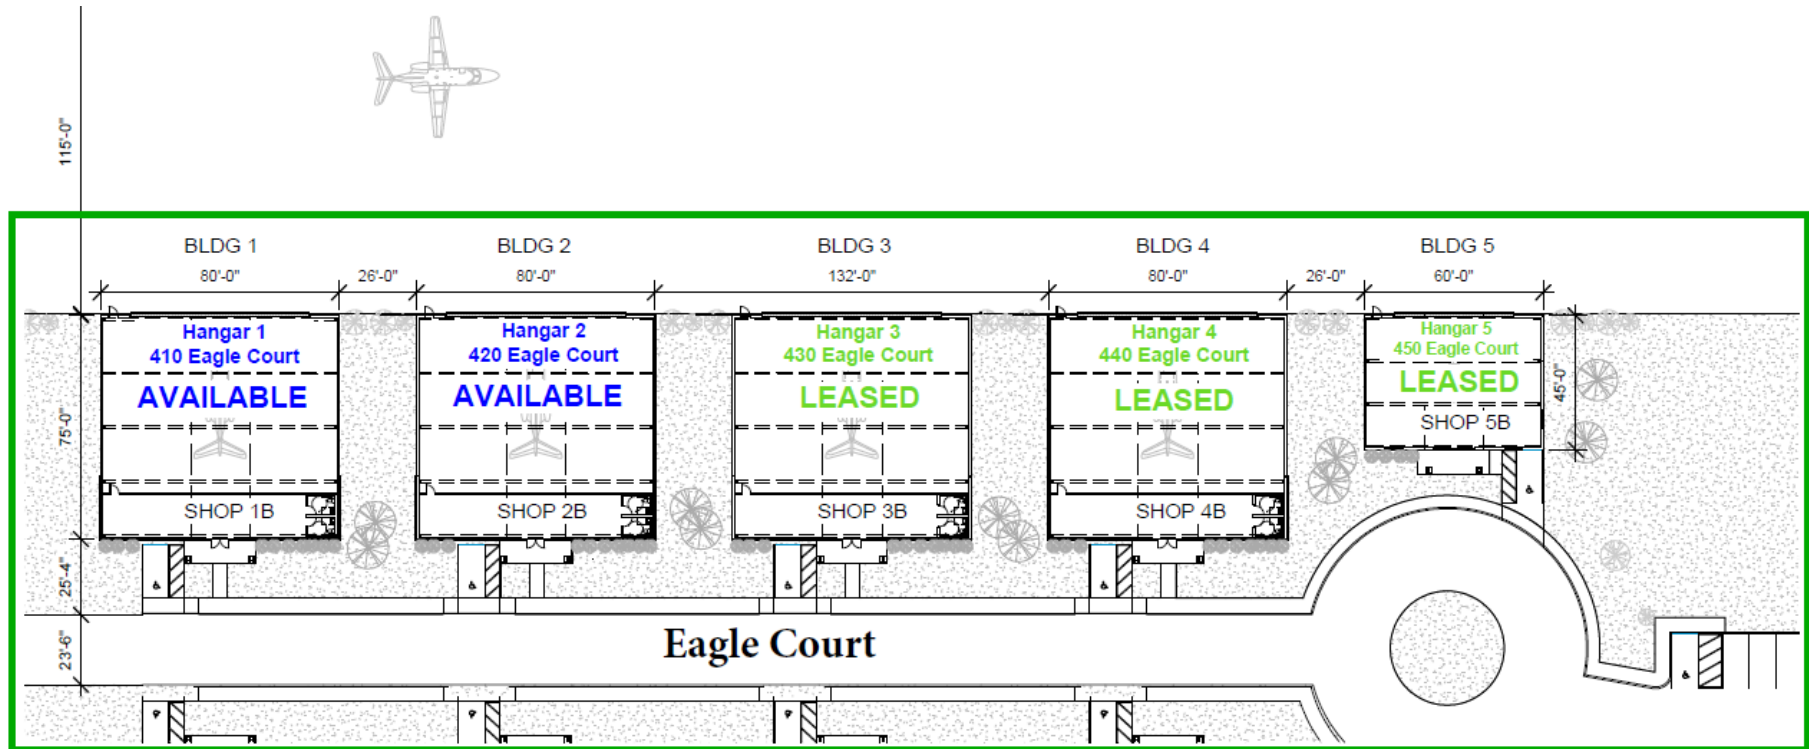 115'-0"
BLDG 1
BLDG 2
BLDG 3
BLDG 4
BLDG 5
80'-0"
26'-0"
80'-0"
132'-0"
80'-0"
26'-0"
60'-0"
Hangar 1
410 Eagle Court
AVAILABLE
SHOP 1B
Hangar 2
420 Eagle Court
AVAILABLE
SHOP 2B
Hangar 3
430 Eagle Court
LEASED
SHOP 3B
Hangar 4
440 Eagle Court
LEASED
SHOP 4B
Hangar 5
450 Eagle Court
LEASED
SHOP 5B
45'-0"
75'-0"
25'-4"
23'-6"
Eagle Court